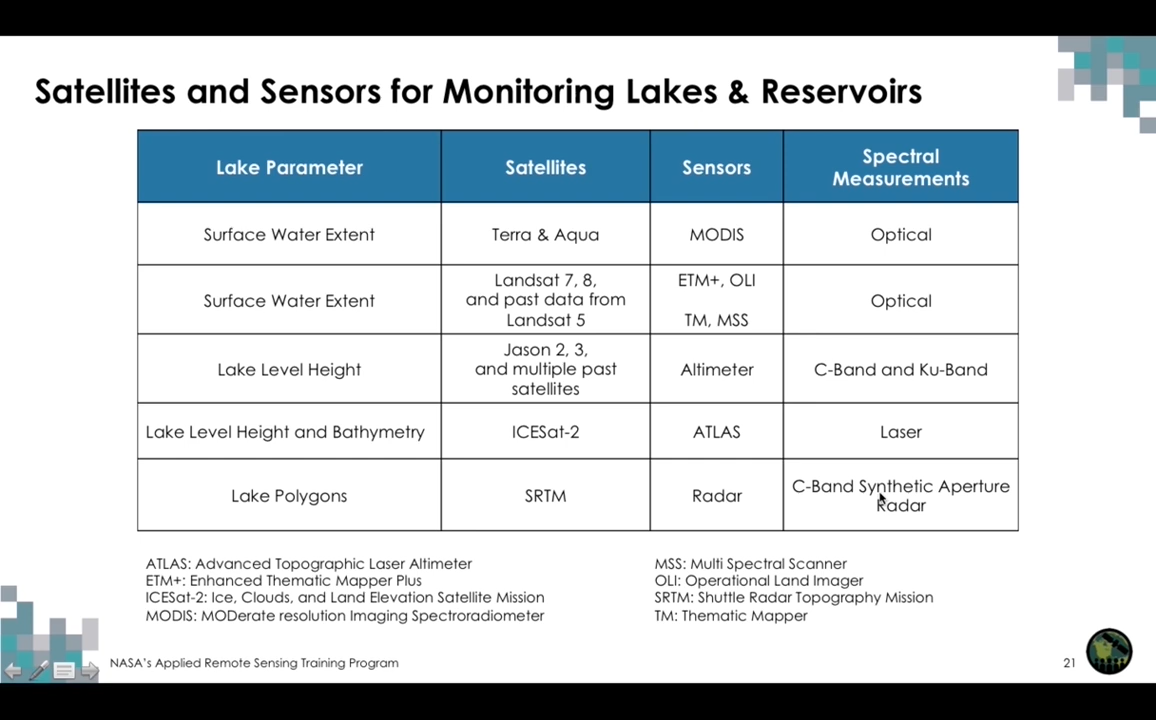 Satellites and Sensors for Monitoring Lakes & Reservoirs
Lake Parameter
Satellites
Sensors
Spectral
Measurements
Surface Water Extent
Terra & Aqua
MODIS
Optical
Surface Water Extent
Landsat 7, 8,
and past data from
Landsat 5
ETM+, OLI
TM, MSS
Optical
Lake Level Height
Jason 2, 3,
and multiple past
satellites
Altimeter
C-Band and Ku-Band
Lake Level Height and Bathymetry
ICESat-2
ATLAS
Laser
Lake Polygons
SRTM
Radar
C-Band Synthetic Aperture
Radar
ATLAS: Advanced Topographic Laser Altimeter
ETM+: Enhanced Thematic Mapper Plus
ICESat-2: Ice, Clouds, and Land Elevation Satellite Mission
MODIS: MODerate resolution Imaging Spectroradiometer
MSS: Multi Spectral Scanner
OLI: Operational Land Imager
SRTM: Shuttle Radar Topography Mission
TM: Thematic Mapper
NASA's Applied Remote Sensing Training Program
21